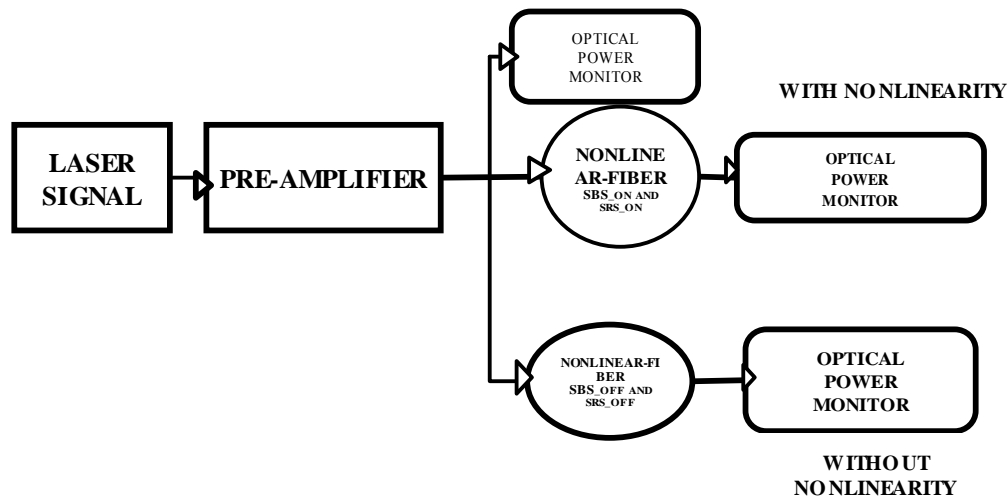 OPTICAL
POWER
MONITOR
WITH NONLINEARITY
LASER
SIGNAL
PRE-AMPLIFIER
NONLINE
AR-FIBER
SBS_ON AND
SRS_ON
OPTICAL
POWER
MONITOR
NONLINEAR-FI
BER
SBS_OFF AND
SRS_OFF
OPTICAL
POWER
MONITOR
WITHOUT
NONLINEARITY